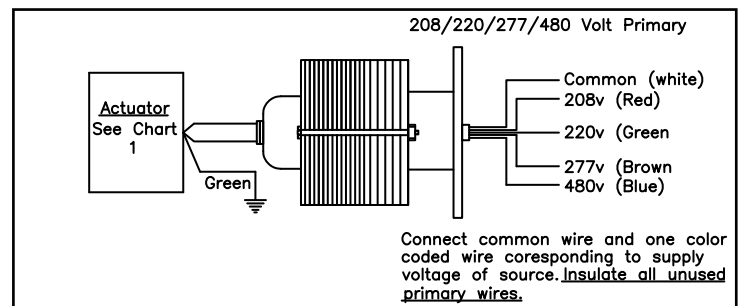 208/220/277/480 Volt Primary
Actuator
See Chart
1
Green
Common (white)
208v (Red)
220v (Green
277v (Brown
480v (Blue)
Connect common wire and one color
coded wire coresponding to supply
voltage of source. Insulate all unused
primary wires.